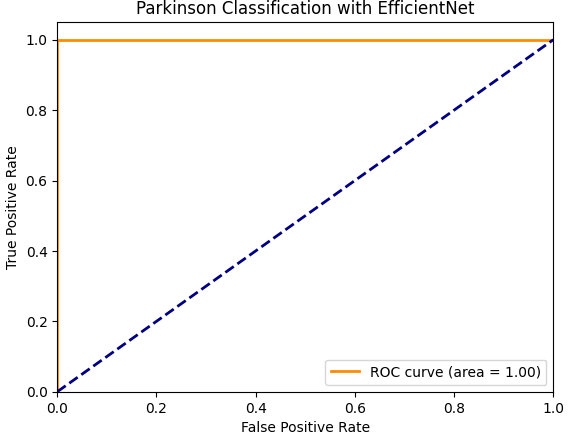 Parkinson Classification with EfficientNet
True Positive Rate
1.0
0.8
0.6
0.4
0.2
0.0
ROC curve (area = 1.00)
0.0 0.2 0.4 0.6 0.8 1.0
False Positive Rate